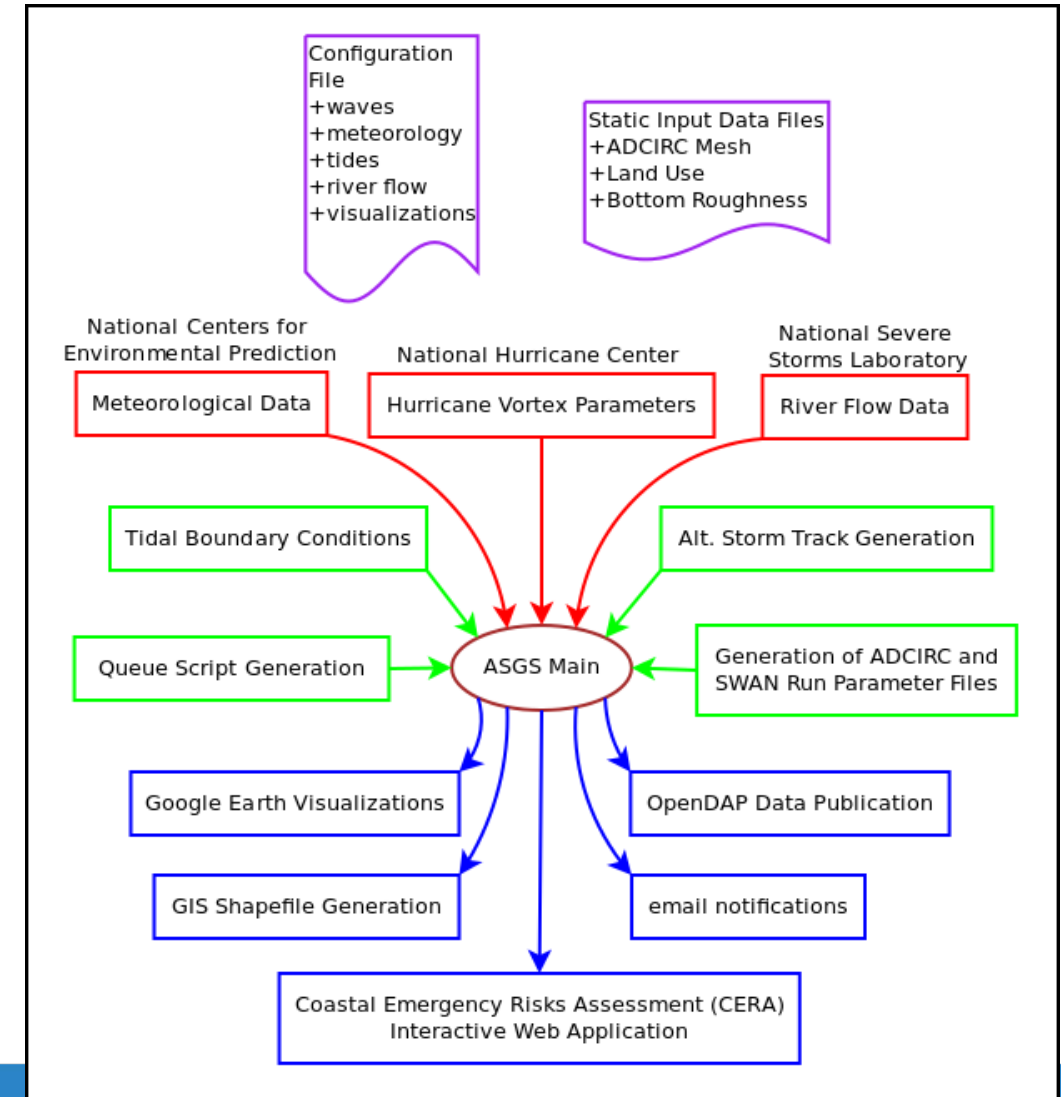 Configuration
File
+waves
+meteorology
+tides
+river flow
+visualizations
Static Input Data Files
+ADCIRC Mesh
+Land Use
+Bottom Roughness
National Centers for
Environmental Prediction
Meteorological Data
National Hurricane Center
Hurricane Vortex Parameters
National Severe
Storms Laboratory
River Flow Data
Tidal Boundary Conditions
Alt. Storm Track Generation
Queue Script Generation
ASGS Main
Generation of ADCIRC and
SWAN Run Parameter Files
Google Earth Visualizations
OpenDAP Data Publication
GIS Shapefile Generation
email notifications
Coastal Emergency Risks Assessment (CERA)
Interactive Web Application